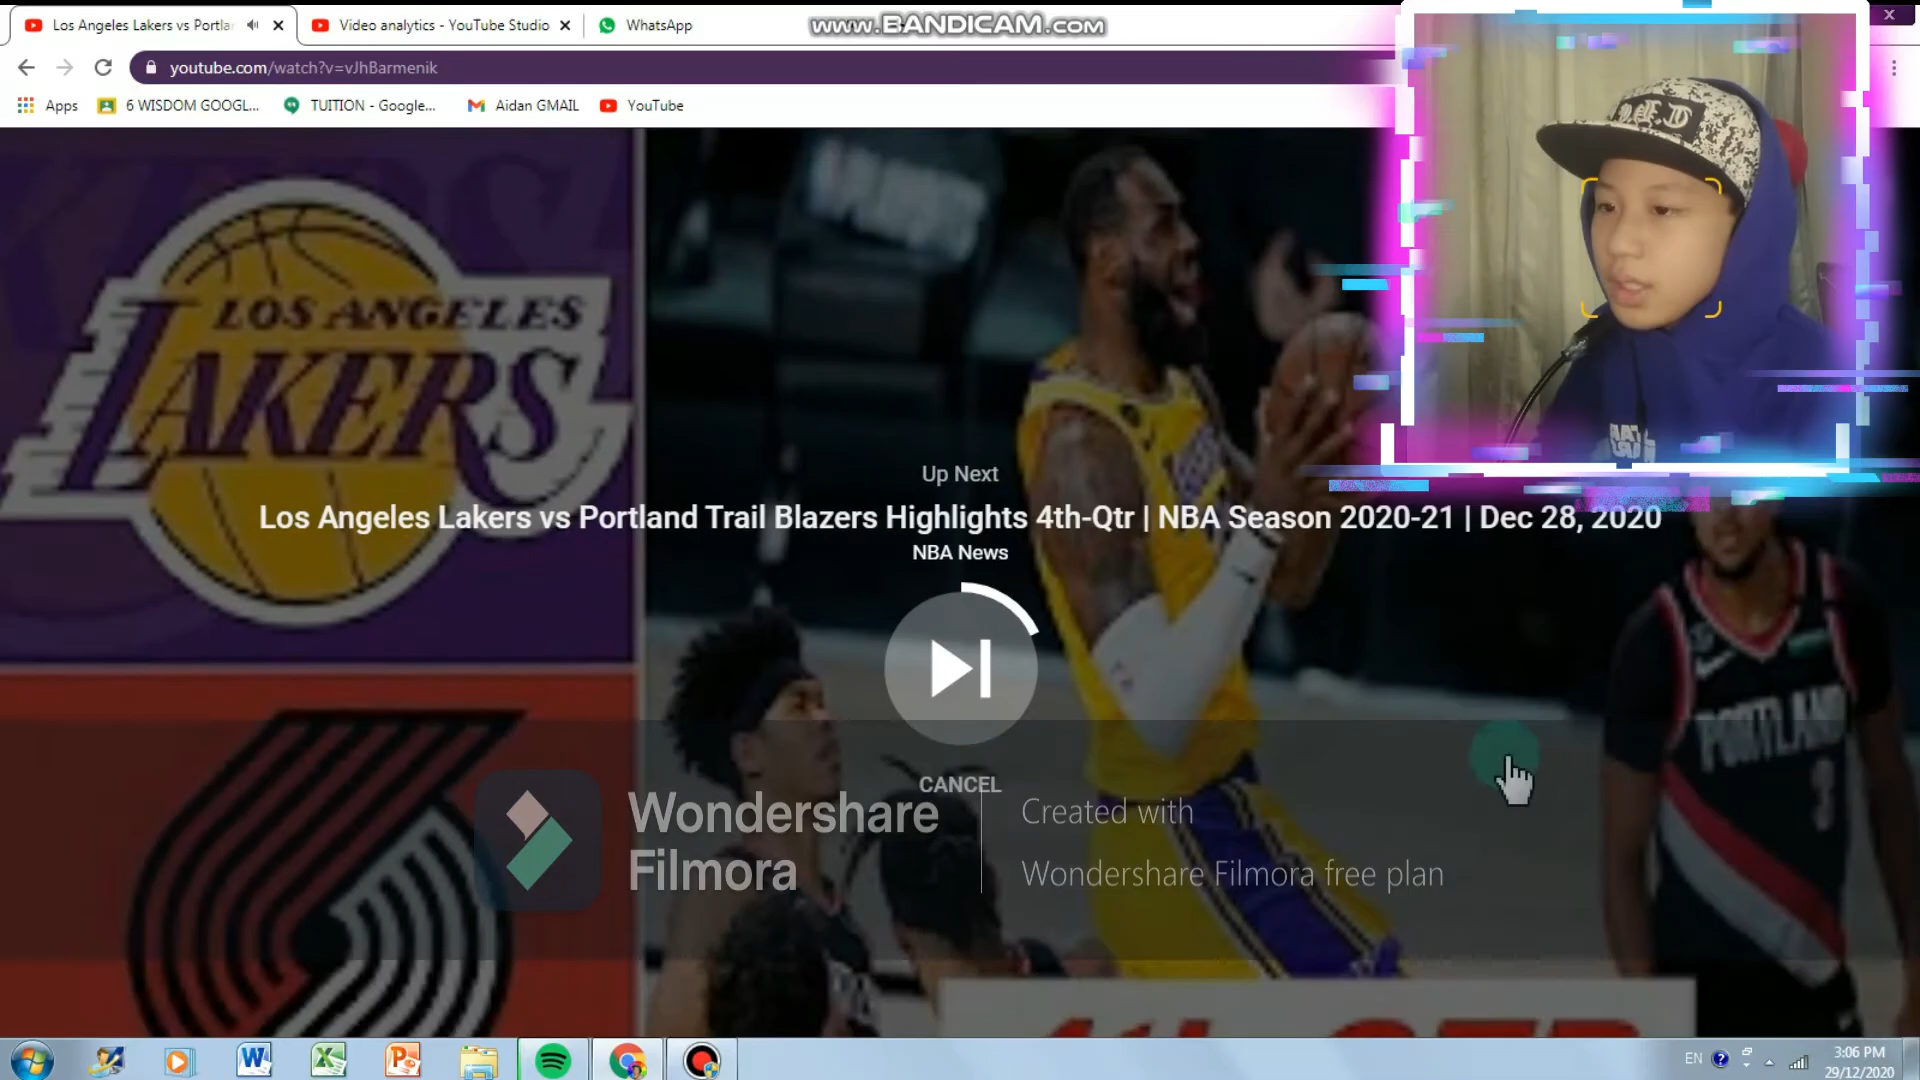 Los Angeles Lakers vs Portla
Video analytics - YouTube Studio
WhatsApp
www.BANDICAM.com
youtube.com/watch?v=vJhBarmenik
Apps
6 WISDOM GOOGL...
TUITION - Google...
Aidan GMAIL
YouTube
LOS ANGELES
LAKERS
Up Next
Los Angeles Lakers vs Portland Trail Blazers Highlights 4th-Qtr | NBA Season 2020-21 | Dec 28, 2020
NBA News
PORTLAND
3
CANCEL
Wondershare
Filmora
Created with
Wondershare Filmora free plan
EN
3:06 PM
29/12/2020